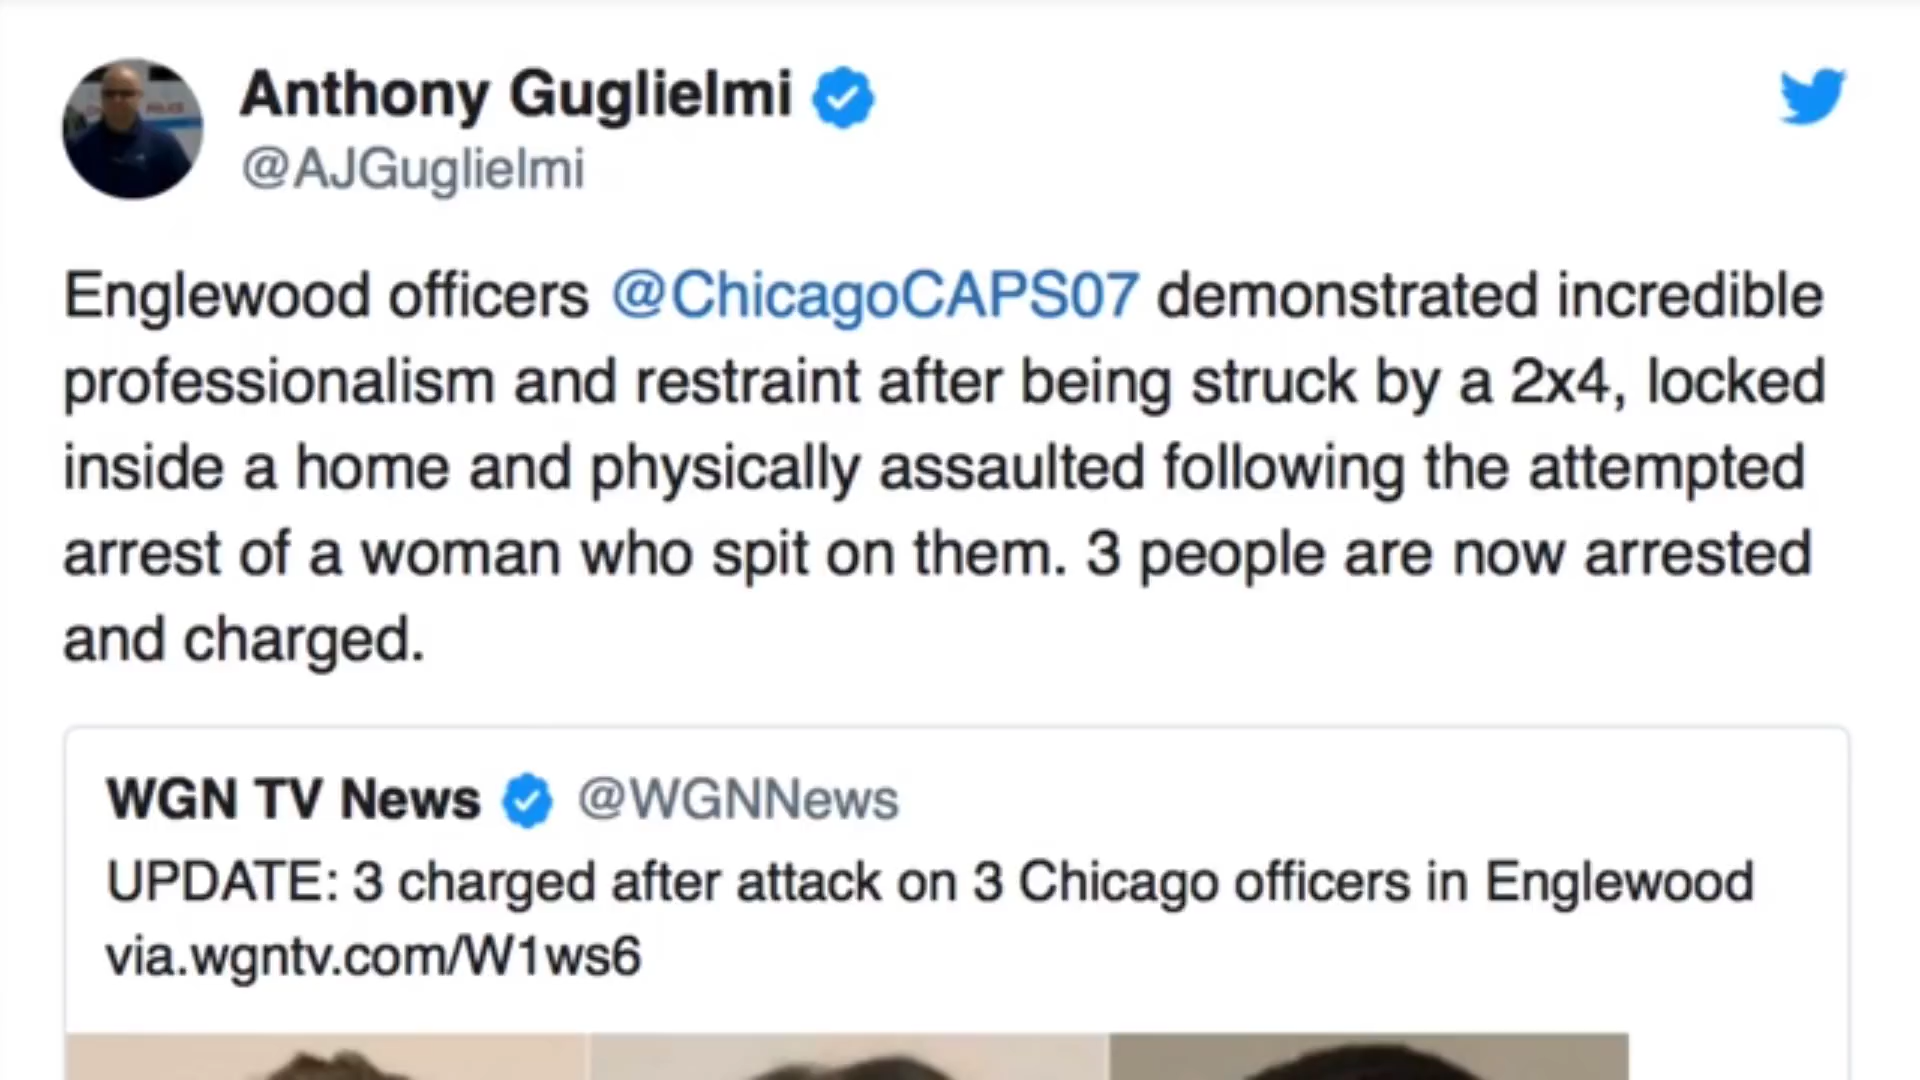 Anthony Guglielmi
@AJGuglielmi
Englewood officers @ChicagoCAPS07 demonstrated incredible
professionalism and restraint after being struck by a 2x4, locked
inside a home and physically assaulted following the attempted
arrest of a woman who spit on them. 3 people are now arrested
and charged.
WGN TV News @WGNNews
UPDATE: 3 charged after attack on 3 Chicago officers in Englewood
via.wgntv.com/W1ws6